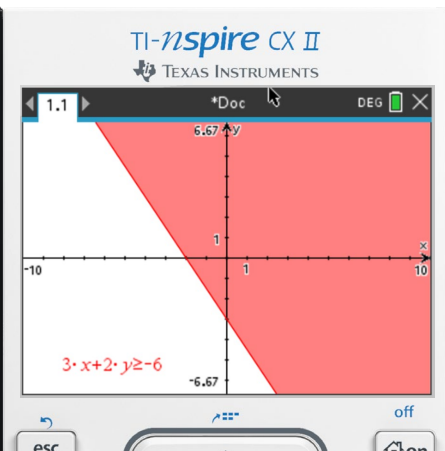 TI-nspire CX II
TEXAS INSTRUMENTS
1.1
*Doc
DEG
6.67 y
1
x
-10
1
10
3·x+2·y≥-6
-6.67
off
esc
on